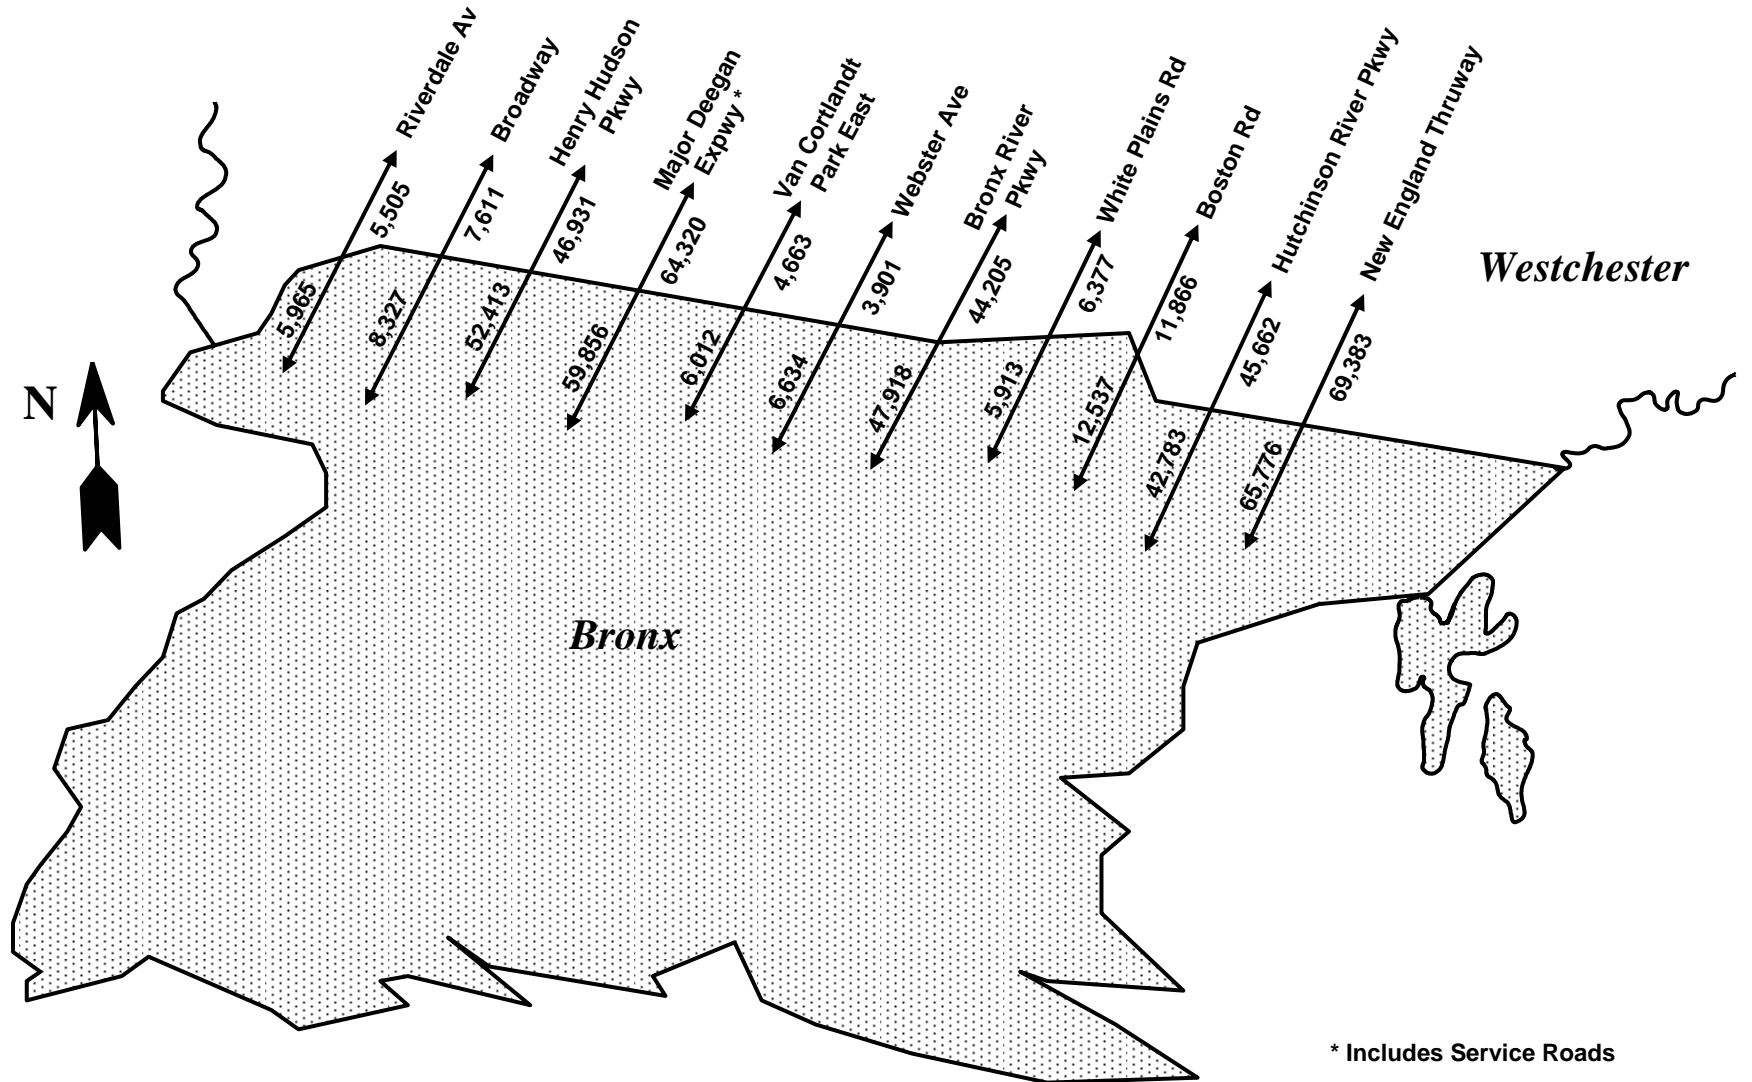 Riverdale Av
5,505
5,965
Broadway
7,611
8,327
Henry Hudson
Pkwy
46,931
52,413
Major Deegan
Expwy *
64,320
59,856
Van Cortlandt
Park East
4,663
6,012
Webster Ave
3,901
6,634
Bronx River
Pkwy
44,205
47,918
White Plains Rd
6,377
5,913
Boston Rd
11,866
12,537
Hutchinson River Pkwy
45,662
42,783
New England Thruway
69,383
65,776
Westchester
N
Bronx
* Includes Service Roads